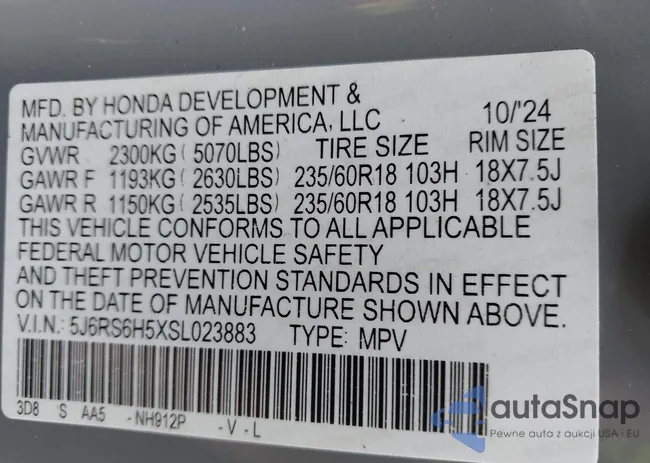 MFD. BY HONDA DEVELOPMENT &
MANUFACTURING OF AMERICA, LLC 10/'24
GVWR 2300KG ( 5070LBS) TIRE SIZE RIM SIZE
GAWR F 1193KG ( 2630LBS) 235/60R18 103H 18X7.5J
GAWR R 1150KG ( 2535LBS) 235/60R18 103H 18X7.5J
THIS VEHICLE CONFORMS TO ALL APPLICABLE
FEDERAL MOTOR VEHICLE SAFETY
AND THEFT PREVENTION STANDARDS IN EFFECT
ON THE DATE OF MANUFACTURE SHOWN ABOVE.
V.I.N.: 5J6RS6H5XSL023883 TYPE: MPV
3D8 S AA5 -NH912P -V-L
autaSnap
Pewne auta z aukcji USA i EU